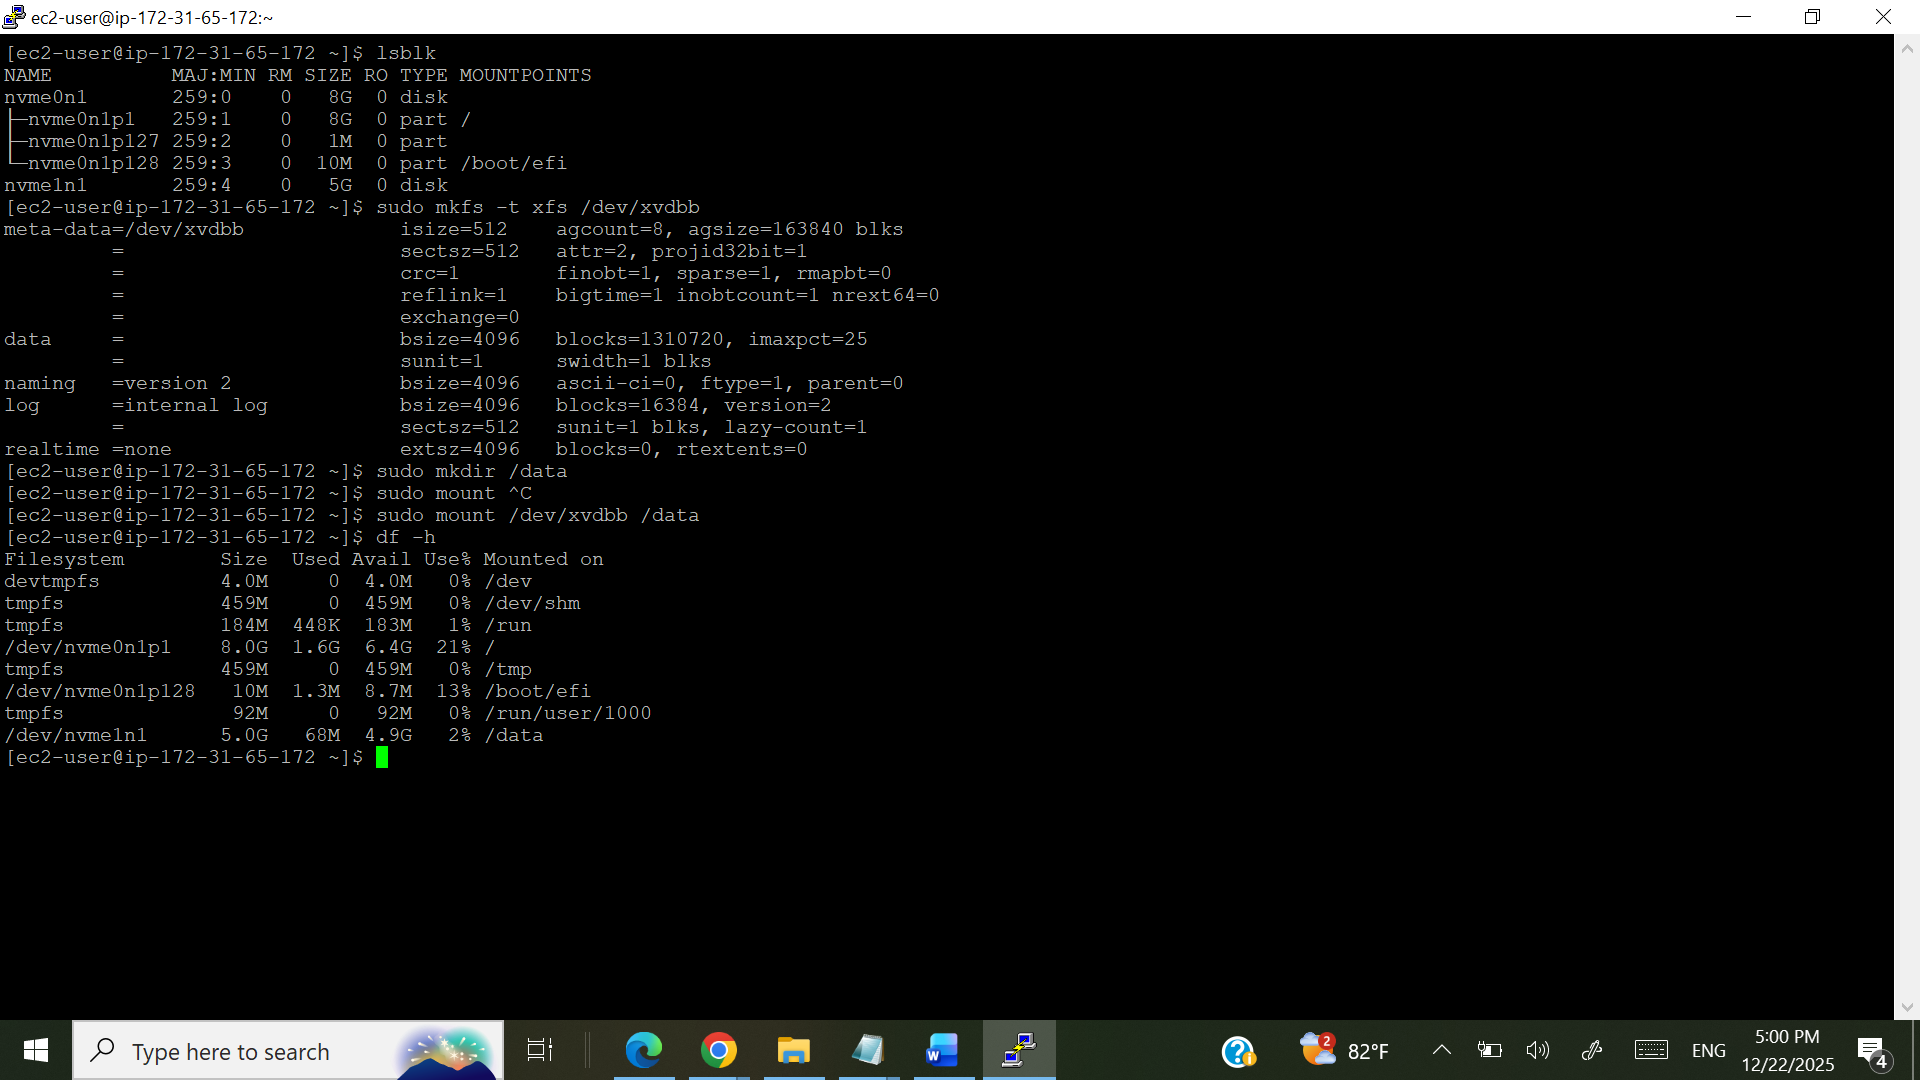 ec2-user@ip-172-31-65-172:~
[ec2-user@ip-172-31-65-172 ~]$ lsblk
NAME          MAJ:MIN RM SIZE RO TYPE MOUNTPOINTS
nvme0n1       259:0    0   8G  0 disk
├─nvme0n1p1   259:1    0   8G  0 part /
├─nvme0n1p127 259:2    0   1M  0 part
└─nvme0n1p128 259:3    0  10M  0 part /boot/efi
nvme1n1       259:4    0   5G  0 disk
[ec2-user@ip-172-31-65-172 ~]$ sudo mkfs -t xfs /dev/xvdbb
meta-data=/dev/xvdbb             isize=512    agcount=8, agsize=163840 blks
         =                       sectsz=512   attr=2, projid32bit=1
         =                       crc=1        finobt=1, sparse=1, rmapbt=0
         =                       reflink=1    bigtime=1 inobtcount=1 nrext64=0
         =                       exchange=0
data     =                       bsize=4096   blocks=1310720, imaxpct=25
         =                       sunit=1      swidth=1 blks
naming   =version 2              bsize=4096   ascii-ci=0, ftype=1, parent=0
log      =internal log           bsize=4096   blocks=16384, version=2
         =                       sectsz=512   sunit=1 blks, lazy-count=1
realtime =none                   extsz=4096   blocks=0, rtextents=0
[ec2-user@ip-172-31-65-172 ~]$ sudo mkdir /data
[ec2-user@ip-172-31-65-172 ~]$ sudo mount ^C
[ec2-user@ip-172-31-65-172 ~]$ sudo mount /dev/xvdbb /data
[ec2-user@ip-172-31-65-172 ~]$ df -h
Filesystem        Size  Used Avail Use% Mounted on
devtmpfs          4.0M     0  4.0M   0% /dev
tmpfs             459M     0  459M   0% /dev/shm
tmpfs             184M  448K  183M   1% /run
/dev/nvme0n1p1    8.0G  1.6G  6.4G  21% /
tmpfs             459M     0  459M   0% /tmp
/dev/nvme0n1p128   10M  1.3M  8.7M  13% /boot/efi
tmpfs              92M     0   92M   0% /run/user/1000
/dev/nvme1n1      5.0G   68M  4.9G   2% /data
[ec2-user@ip-172-31-65-172 ~]$
Type here to search
2
82°F
ENG
5:00 PM
12/22/2025
4